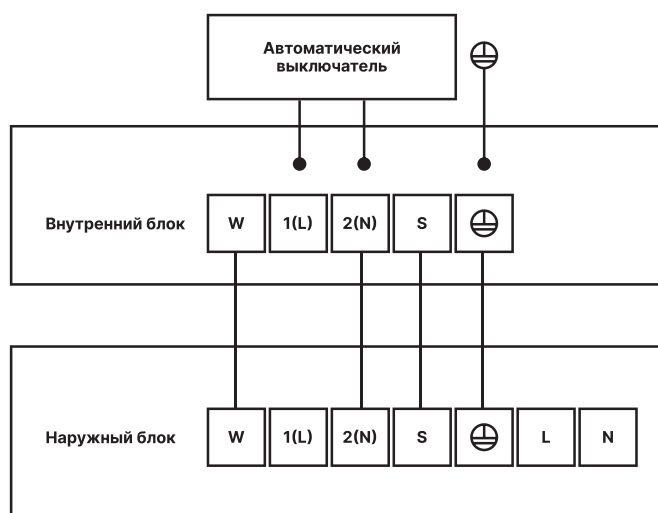 Автоматический
выключатель
Внутренний блок
W
1(L)
2(N)
S
Наружный блок
W
1(L)
2(N)
S
L
N